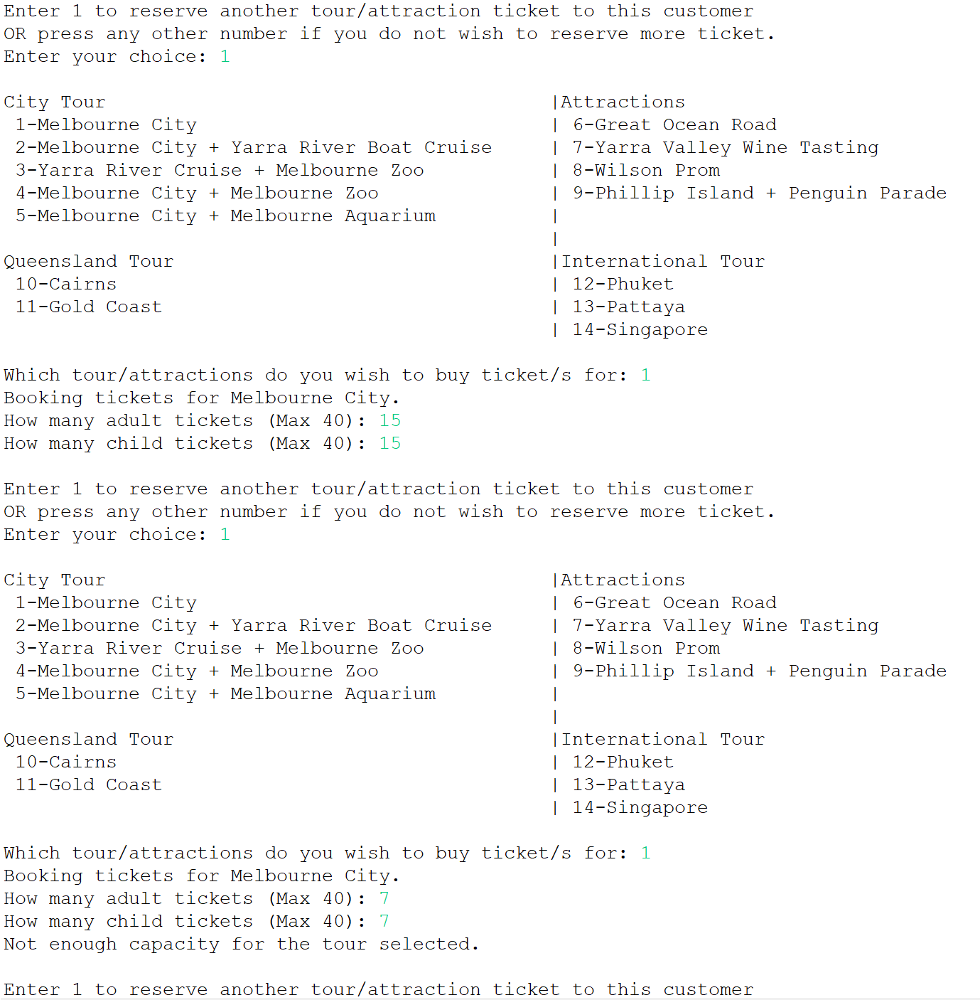 Enter 1 to reserve another tour/attraction ticket to this customer
OR press any other number if you do not wish to reserve more ticket.
Enter your choice: 1

City Tour                                       |Attractions
 1-Melbourne City                               | 6-Great Ocean Road
 2-Melbourne City + Yarra River Boat Cruise     | 7-Yarra Valley Wine Tasting
 3-Yarra River Cruise + Melbourne Zoo           | 8-Wilson Prom
 4-Melbourne City + Melbourne Zoo               | 9-Phillip Island + Penguin Parade
 5-Melbourne City + Melbourne Aquarium          |
                                                |
Queensland Tour                                 |International Tour
 10-Cairns                                      | 12-Phuket
 11-Gold Coast                                  | 13-Pattaya
                                                | 14-Singapore

Which tour/attractions do you wish to buy ticket/s for: 1
Booking tickets for Melbourne City.
How many adult tickets (Max 40): 15
How many child tickets (Max 40): 15

Enter 1 to reserve another tour/attraction ticket to this customer
OR press any other number if you do not wish to reserve more ticket.
Enter your choice: 1

City Tour                                       |Attractions
 1-Melbourne City                               | 6-Great Ocean Road
 2-Melbourne City + Yarra River Boat Cruise     | 7-Yarra Valley Wine Tasting
 3-Yarra River Cruise + Melbourne Zoo           | 8-Wilson Prom
 4-Melbourne City + Melbourne Zoo               | 9-Phillip Island + Penguin Parade
 5-Melbourne City + Melbourne Aquarium          |
                                                |
Queensland Tour                                 |International Tour
 10-Cairns                                      | 12-Phuket
 11-Gold Coast                                  | 13-Pattaya
                                                | 14-Singapore

Which tour/attractions do you wish to buy ticket/s for: 1
Booking tickets for Melbourne City.
How many adult tickets (Max 40): 7
How many child tickets (Max 40): 7
Not enough capacity for the tour selected.

Enter 1 to reserve another tour/attraction ticket to this customer